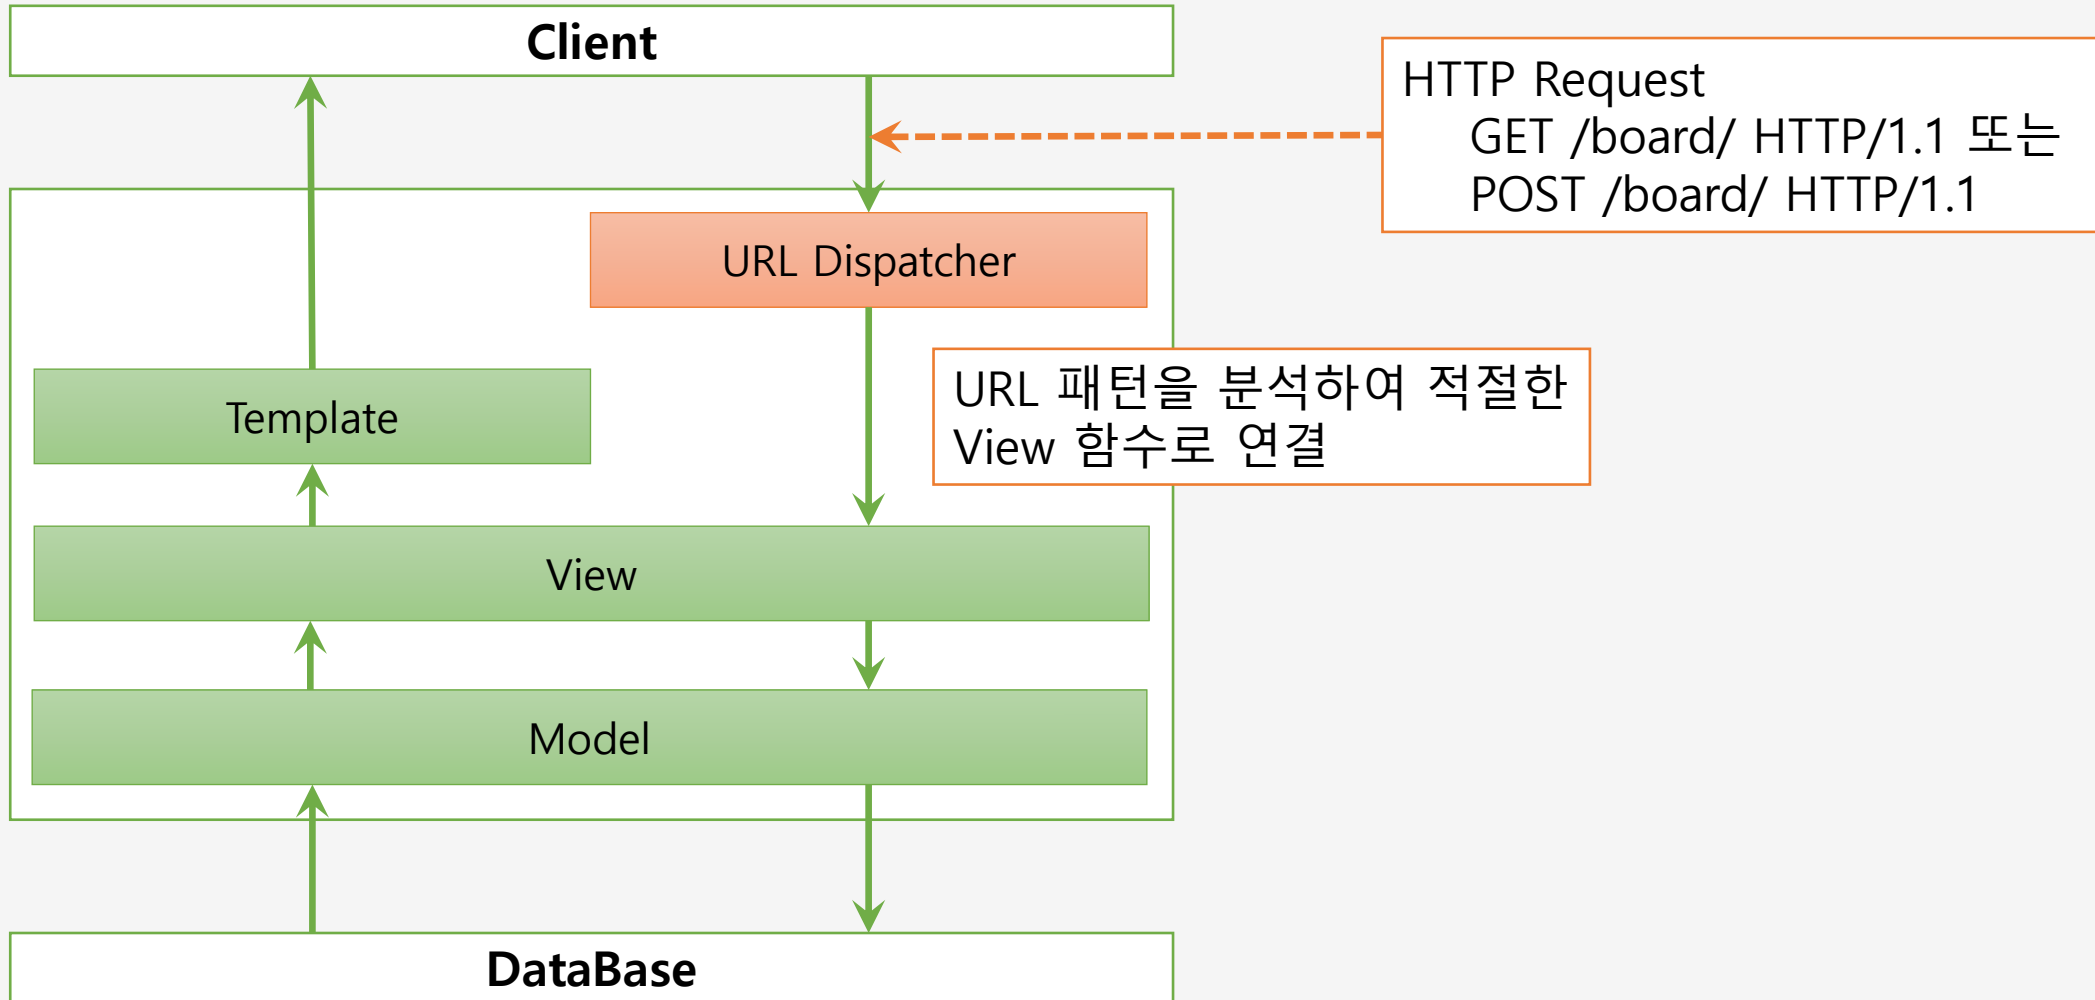 Client
HTTP Request
GET /board/ HTTP/1.1 또는
POST /board/ HTTP/1.1
URL Dispatcher
URL 패턴을 분석하여 적절한
View 함수로 연결
Template
View
Model
DataBase